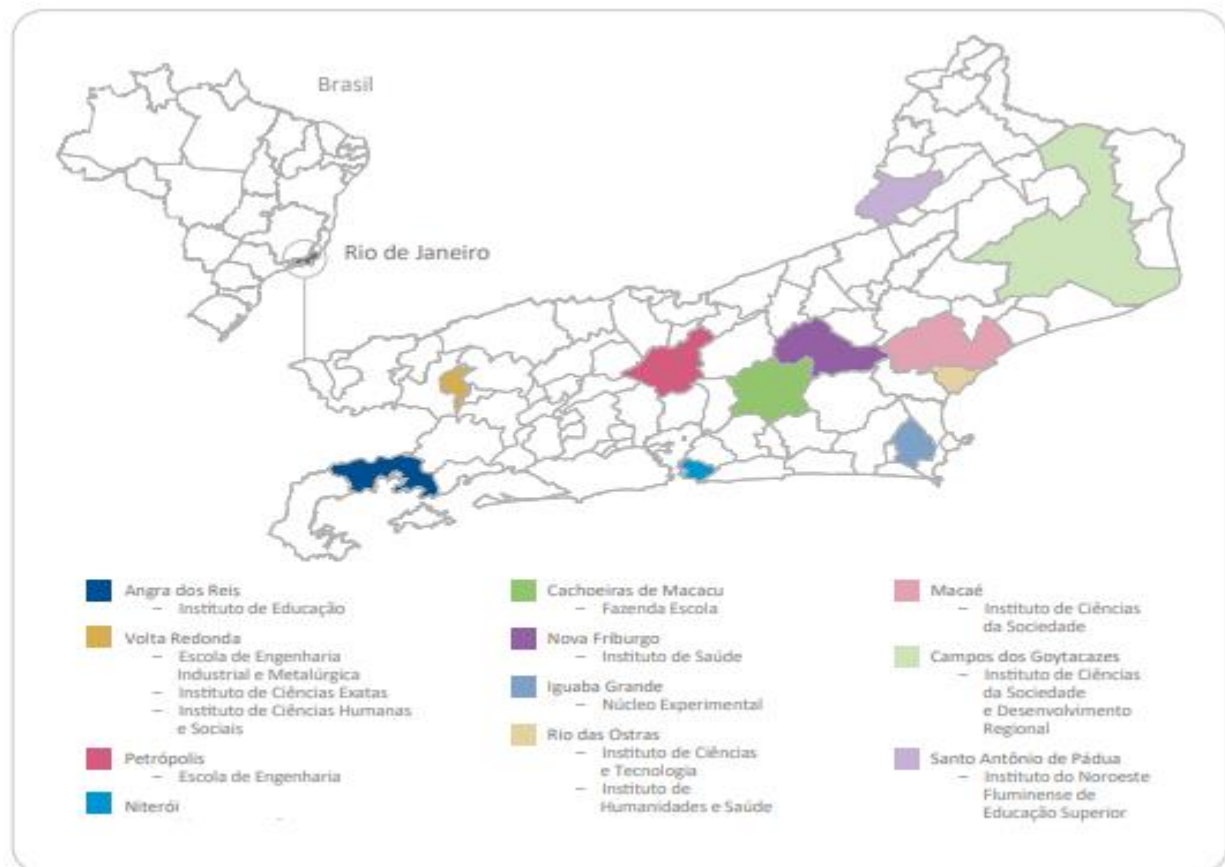 Brasil
Rio de Janeiro
Angra dos Reis
– Instituto de Educação
Volta Redonda
– Escola de Engenharia
Industrial e Metalúrgica
– Instituto de Ciências Exatas
– Instituto de Ciências Humanas
e Sociais
Petrópolis
– Escola de Engenharia
Niterói
Cachoeiras de Macacu
– Fazenda Escola
Nova Friburgo
– Instituto de Saúde
Iguaba Grande
– Núcleo Experimental
Rio das Ostras
– Instituto de Ciências
e Tecnologia
– Instituto de
Humanidades e Saúde
Macaé
– Instituto de Ciências
da Sociedade
Campos dos Goytacazes
– Instituto de Ciências
da Sociedade
e Desenvolvimento
Regional
Santo Antônio de Pádua
– Instituto do Noroeste
Fluminense de
Educação Superior